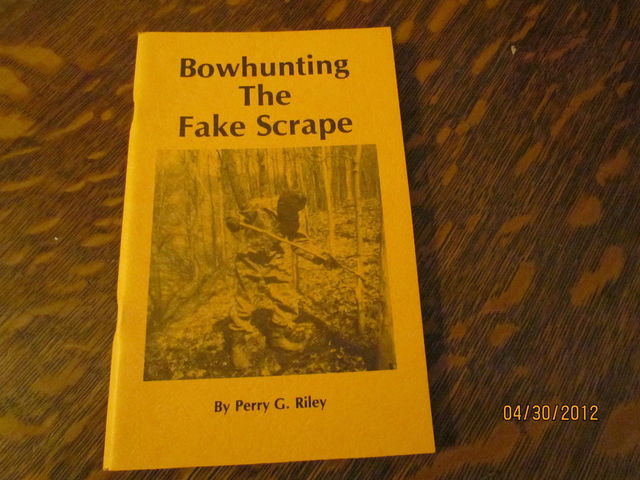 Bowhunting
The
Fake Scrape
By Perry G. Riley
04/30/2012